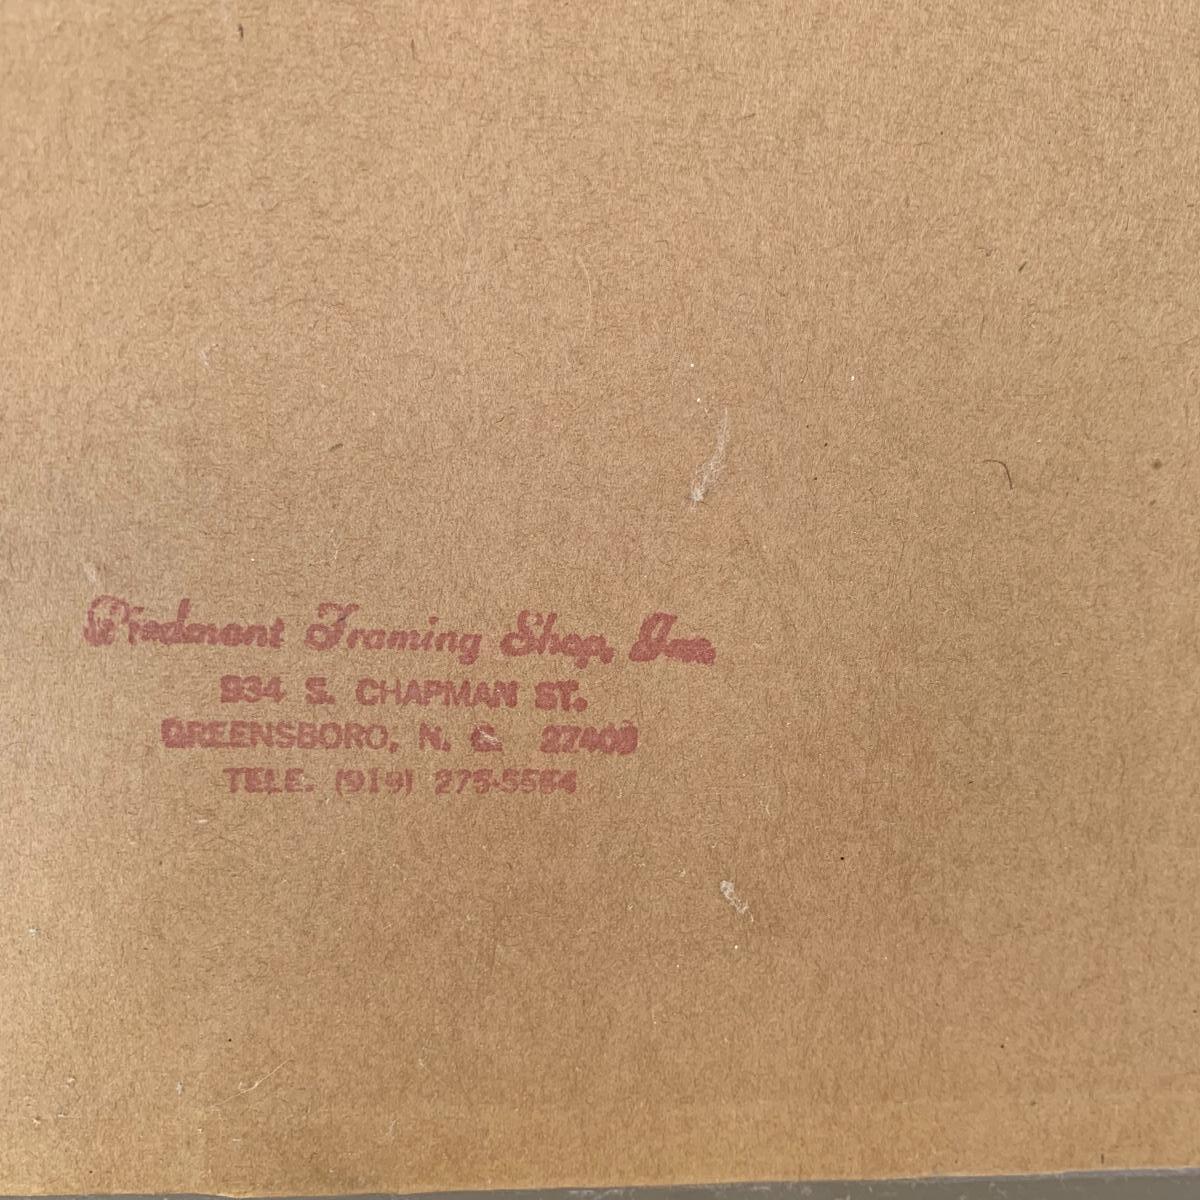 Piedmont Framing Shop, Inc.
934 S. CHAPMAN ST.
GREENSBORO, N. C. 27403
TELE. (919) 275-5564